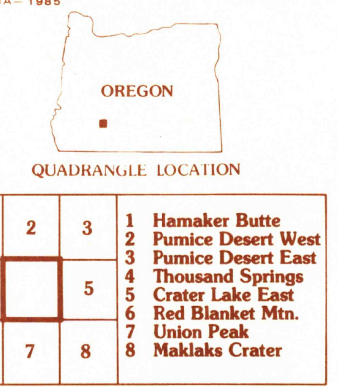 A— 1985
OREGON
QUADRANGLE LOCATION
2 3
5
7 8
1 Hamaker Butte
2 Pumice Desert West
3 Pumice Desert East
4 Thousand Springs
5 Crater Lake East
6 Red Blanket Mtn.
7 Union Peak
8 Maklaks Crater